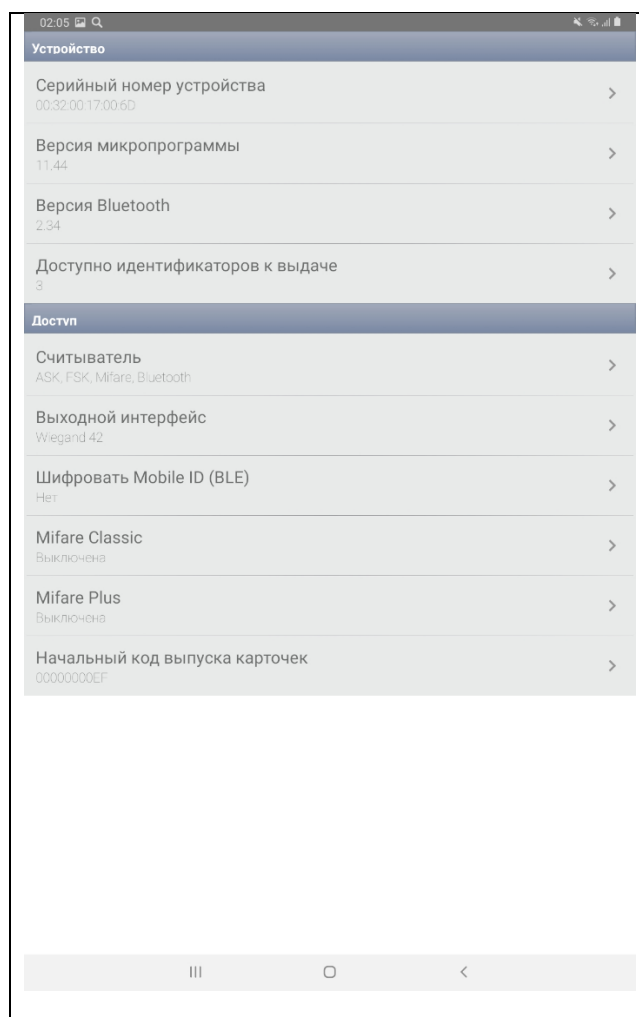 02:05
Устройство
Серийный номер устройства
00:32:00:17:00:6D
Версия микропрограммы
11.44
Версия Bluetooth
2.34
Доступно идентификаторов к выдаче
3
Доступ
Считыватель
ASK, FSK, Mifare, Bluetooth
Выходной интерфейс
Wiegand 42
Шифровать Mobile ID (BLE)
Нет
Mifare Classic
Выключена
Mifare Plus
Выключена
Начальный код выпуска карточек
00000000EF